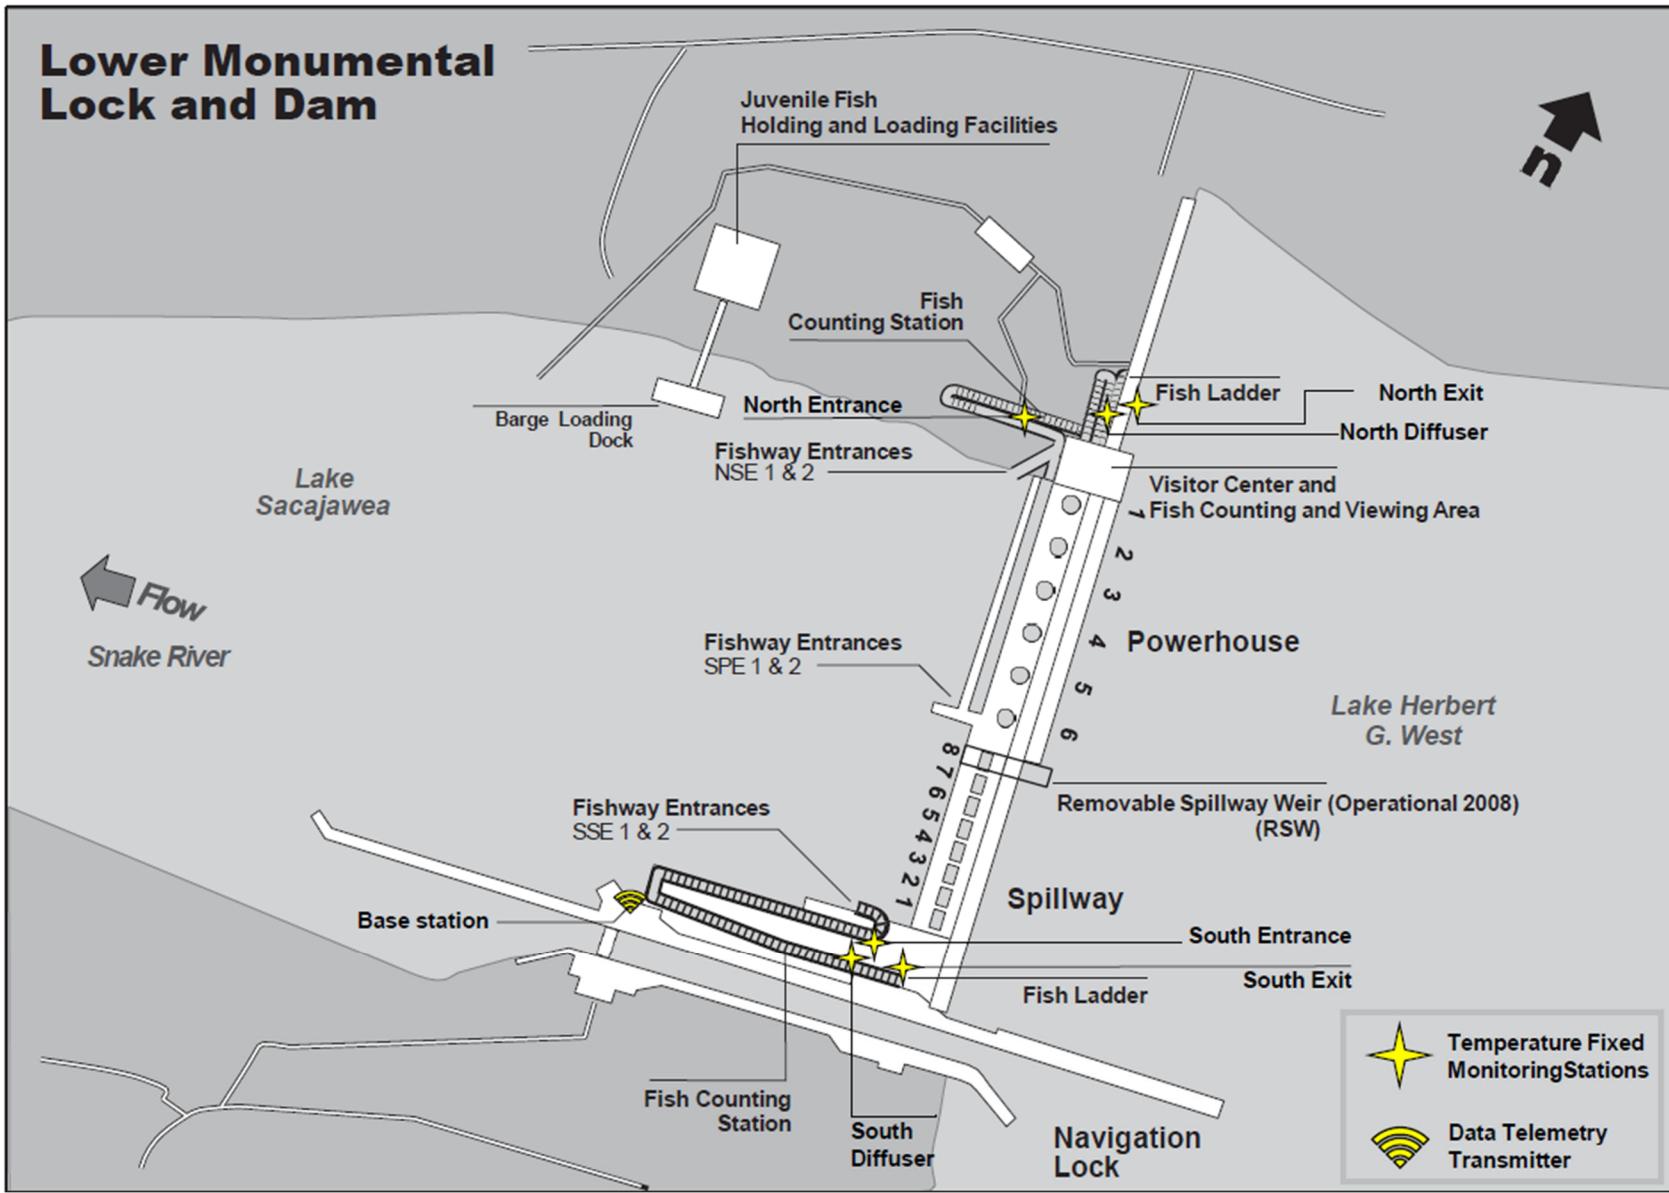 Lower Monumental
Lock and Dam
Juvenile Fish
Holding and Loading Facilities
n
Fish
Counting Station
North Entrance
Fish Ladder
North Exit
North Diffuser
Barge Loading
Dock
Fishway Entrances
NSE 1 & 2
Visitor Center and
Fish Counting and Viewing Area
Lake
Sacajawea
1
2
3
4
5
6
Powerhouse
Flow
Snake River
Fishway Entrances
SPE 1 & 2
Lake Herbert
G. West
8
7
6
5
4
3
2
1
Removable Spillway Weir (Operational 2008)
(RSW)
Fishway Entrances
SSE 1 & 2
Spillway
Base station
South Entrance
South Exit
Fish Ladder
Fish Counting
Station
South
Diffuser
Navigation
Lock
Temperature Fixed
MonitoringStations
Data Telemetry
Transmitter